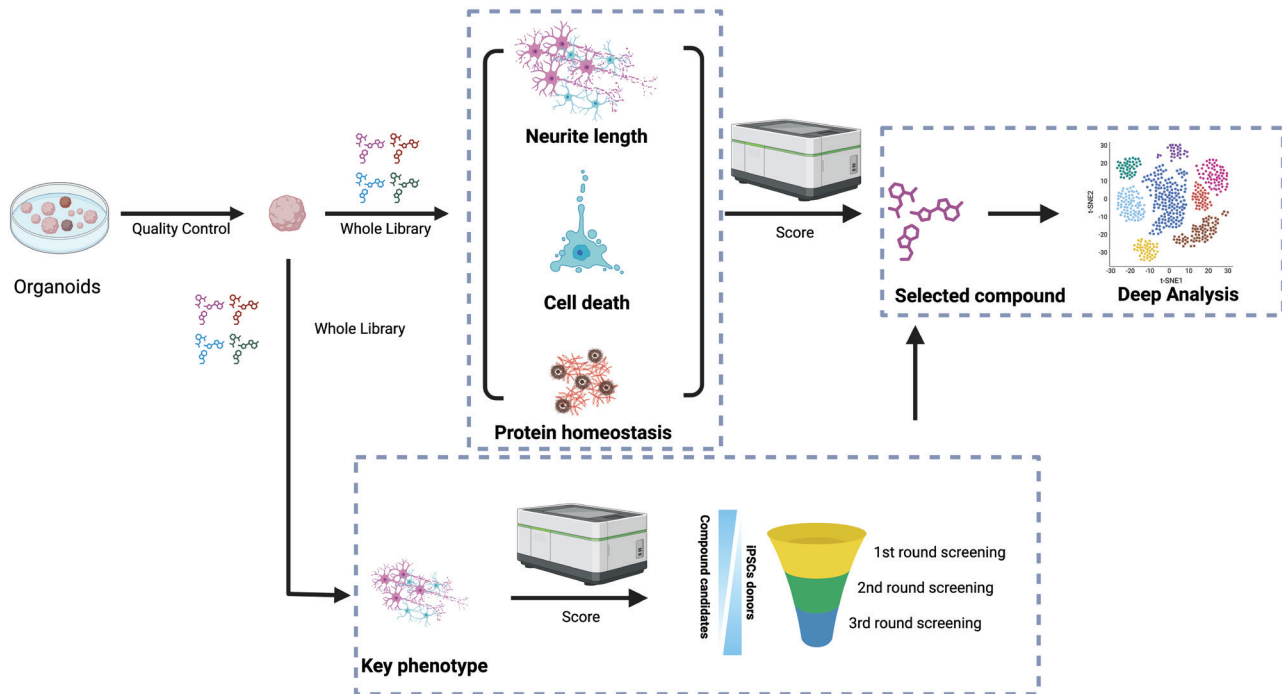 Organoids
Quality Control
Whole Library
Whole Library
Neurite length
Cell death
Protein homeostasis
Score
Selected compound
t-SNE2
30
20
10
0
-10
-20
-30
-30 -20 -10 0 10 20 30
t-SNE1
Deep Analysis
Key phenotype
Score
Compound candidates
iPSCs donors
1st round screening
2nd round screening
3rd round screening